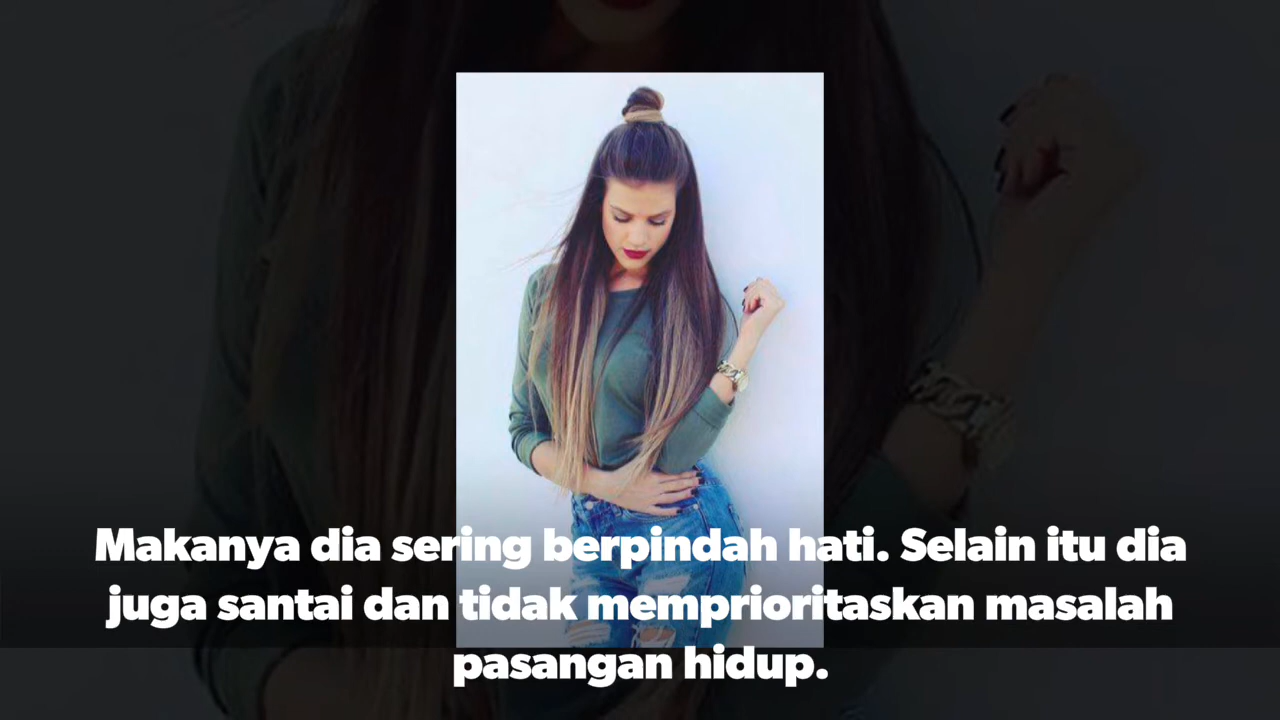 Makanya dia sering berpindah hati. Selain itu dia
juga santai dan tidak memprioritaskan masalah
pasangan hidup.